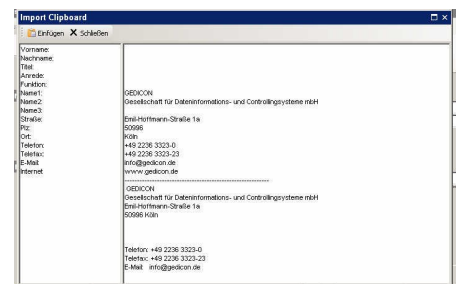 Import Clipboard
Einfügen Schließen
Vorname:
Nachname:
Titel:
Anrede:
Funktion:
Name1: GEDICON
Name2: Gesellschaft für Dateninformations- und Controllingsysteme mbH
Name3:
Straße: Emil-Hoffmann-Straße 1a
Plz: 50996
Ort: Köln
Telefon: +49 2236 3323-0
Telefax: +49 2236 3323-23
E-Mail: info@gedicon.de
Internet www.gedicon.de
------------------------------------------------------------
GEDICON
Gesellschaft für Dateninformations- und Controllingsysteme mbH
Emil-Hoffmann-Straße 1a
50996 Köln
Telefon: +49 2236 3323-0
Telefax: +49 2236 3323-23
E-Mail: info@gedicon.de